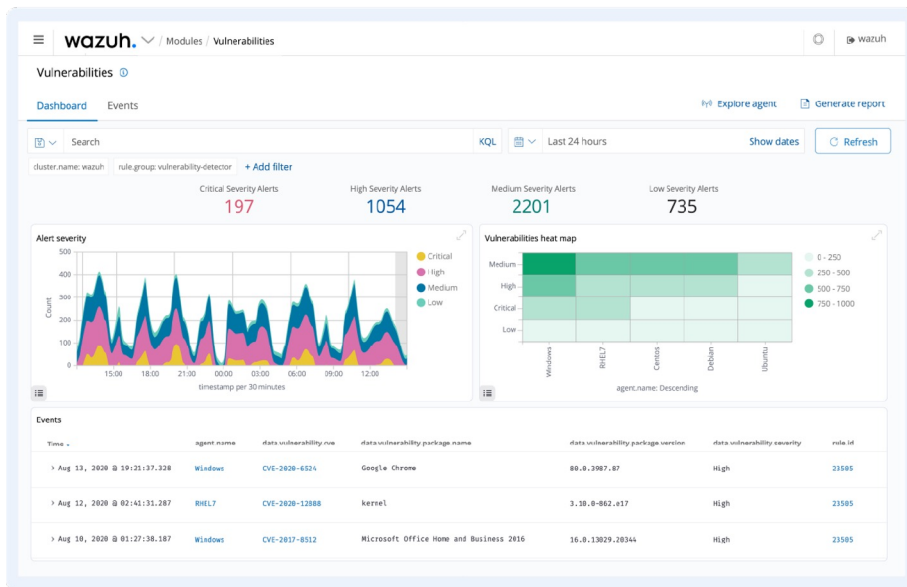 wazuh. / Modules / Vulnerabilities wazuh
Vulnerabilities
Dashboard Events Explore agent Generate report
Search KQL Last 24 hours Show dates Refresh
cluster.name: wazuh rule.group: vulnerability-detector + Add filter
Critical Severity Alerts High Severity Alerts Medium Severity Alerts Low Severity Alerts
197 1054 2201 735
Alert severity
500
400
300
200
100
0
Count
15:00 18:00 21:00 00:00 03:00 06:00 09:00 12:00
timestamp per 30 minutes
Critical
High
Medium
Low
Vulnerabilities heat map
Medium
High
Critical
Low
Windows RHEL7 Centos Debian Ubuntu
agent.name: Descending
0 - 250
250 - 500
500 - 750
750 - 1000
Events
Time agent name data vulnerability cve data vulnerability package name data vulnerability package version data vulnerability severity rule id
> Aug 13, 2020 @ 19:21:37.328 Windows CVE-2020-6524 Google Chrome 80.0.3987.87 High 23505
> Aug 12, 2020 @ 02:41:31.287 RHEL7 CVE-2020-12888 kernel 3.10.0-862.e17 High 23505
> Aug 10, 2020 @ 01:27:38.187 Windows CVE-2017-8512 Microsoft Office Home and Business 2016 16.0.13029.20344 High 23505